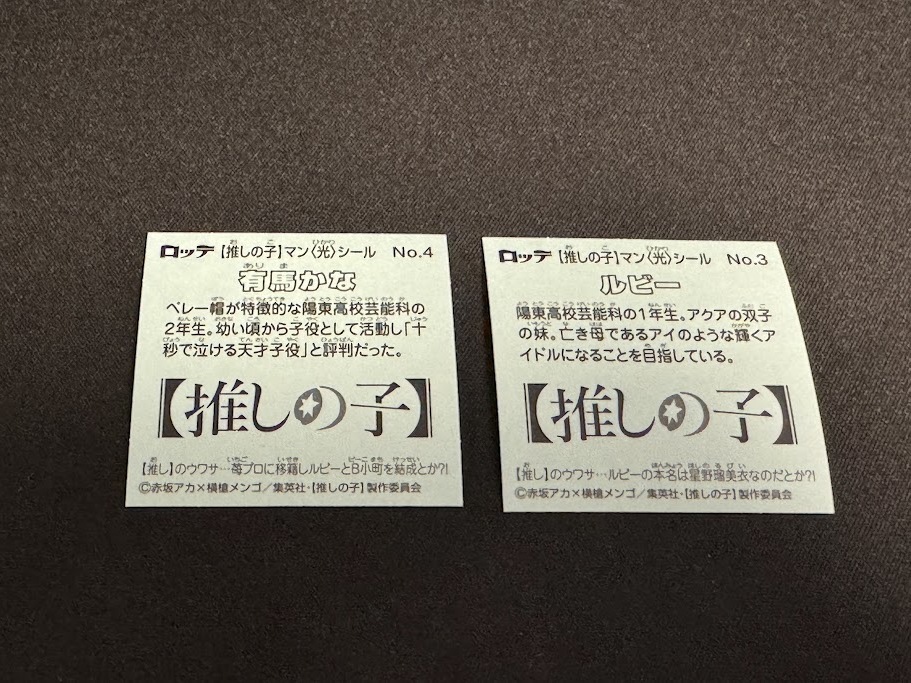 ロッテ 【推しの子】マン〈光〉シール No.4
有馬かな
ベレー帽が特徴的な陽東高校芸能科の
2年生。幼い頃から子役として活動し「十
秒で泣ける天才子役」と評判だった。
【推しの子】
【推し】のウワサ…苺プロに移籍しルビーとB小町を結成とか?!
©赤坂アカ×横槍メンゴ／集英社・【推しの子】製作委員会
ロッテ 【推しの子】マン〈光〉シール No.3
ルビー
陽東高校芸能科の1年生。アクアの双子
の妹。亡き母であるアイのような輝くア
イドルになることを目指している。
【推しの子】
【推し】のウワサ…ルビーの本名は星野瑠美衣なのだとか?!
©赤坂アカ×横槍メンゴ／集英社・【推しの子】製作委員会